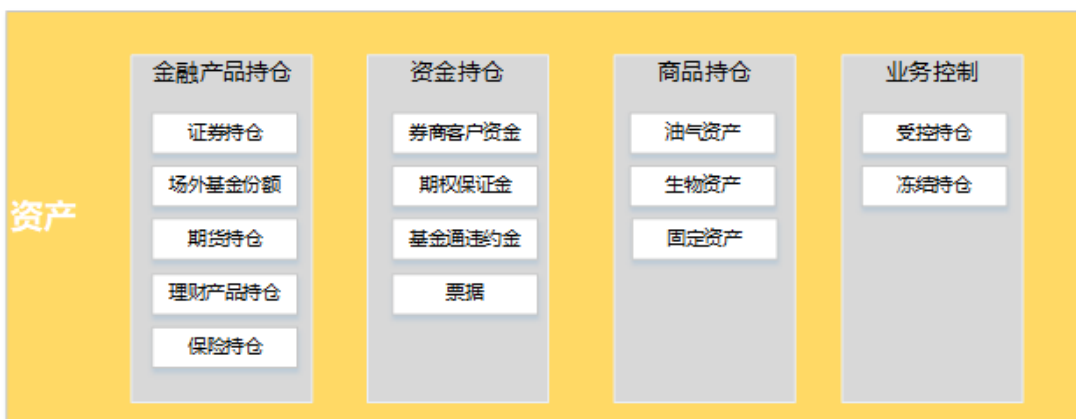 资产
金融产品持仓
证券持仓
场外基金份额
期货持仓
理财产品持仓
保险持仓
资金持仓
券商客户资金
期权保证金
基金通违约金
票据
商品持仓
油气资产
生物资产
固定资产
业务控制
受控持仓
冻结持仓